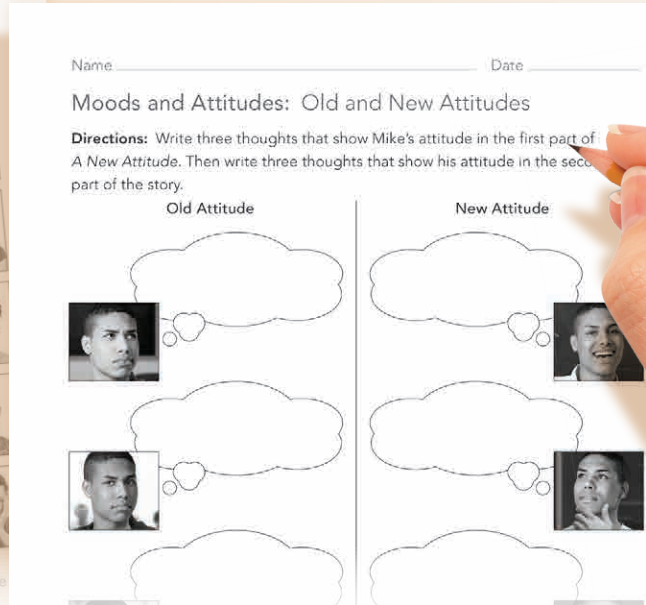 Name Date
Moods and Attitudes: Old and New Attitudes
Directions: Write three thoughts that show Mike's attitude in the first part of
A New Attitude. Then write three thoughts that show his attitude in the
part of the story.
Old Attitude New Attitude